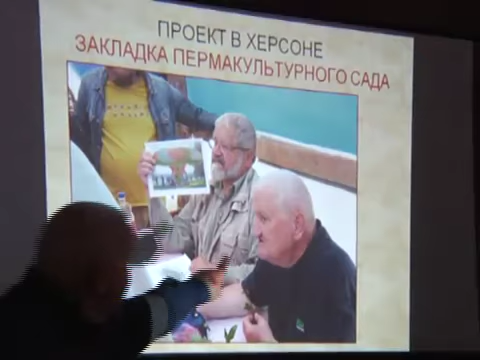 ПРОЕКТ В ХЕРСОНЕ
ЗАКЛАДКА ПЕРМАКУЛЬТУРНОГО САДА